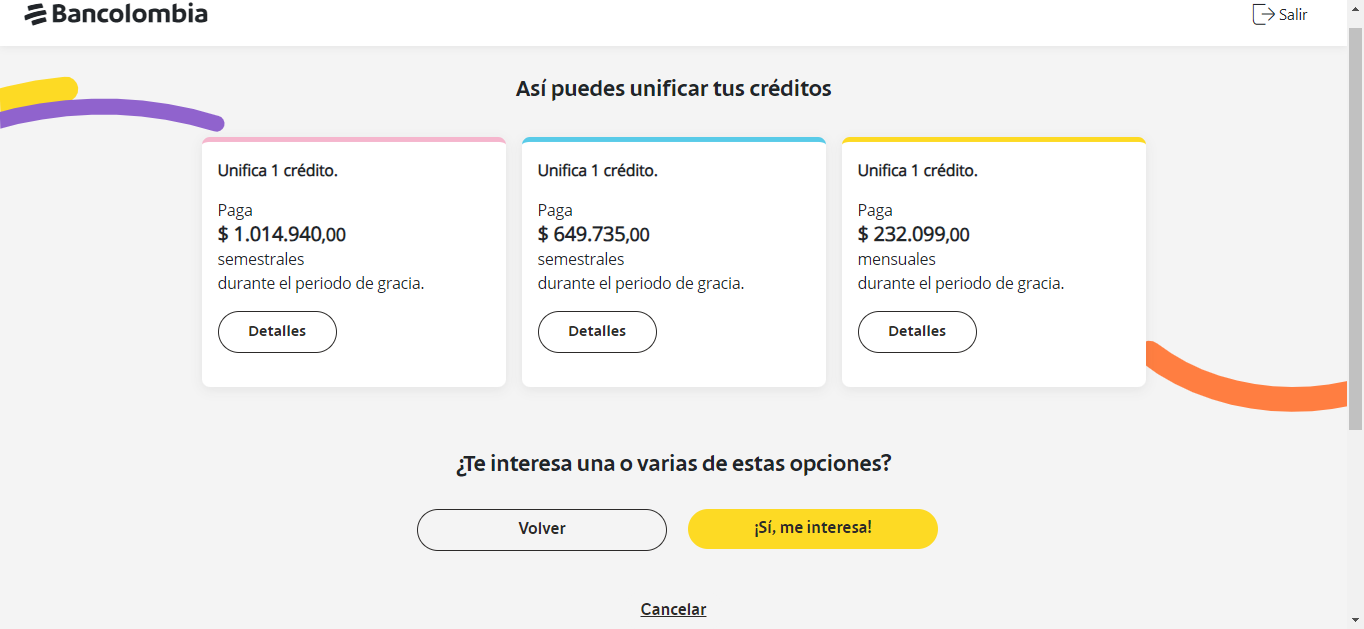 Bancolombia
Salir
Así puedes unificar tus créditos
Unifica 1 crédito.
Paga
$ 1.014.940,00
semestrales
durante el periodo de gracia.
Detalles
Unifica 1 crédito.
Paga
$ 649.735,00
semestrales
durante el periodo de gracia.
Detalles
Unifica 1 crédito.
Paga
$ 232.099,00
mensuales
durante el periodo de gracia.
Detalles
¿Te interesa una o varias de estas opciones?
Volver
¡Sí, me interesa!
Cancelar